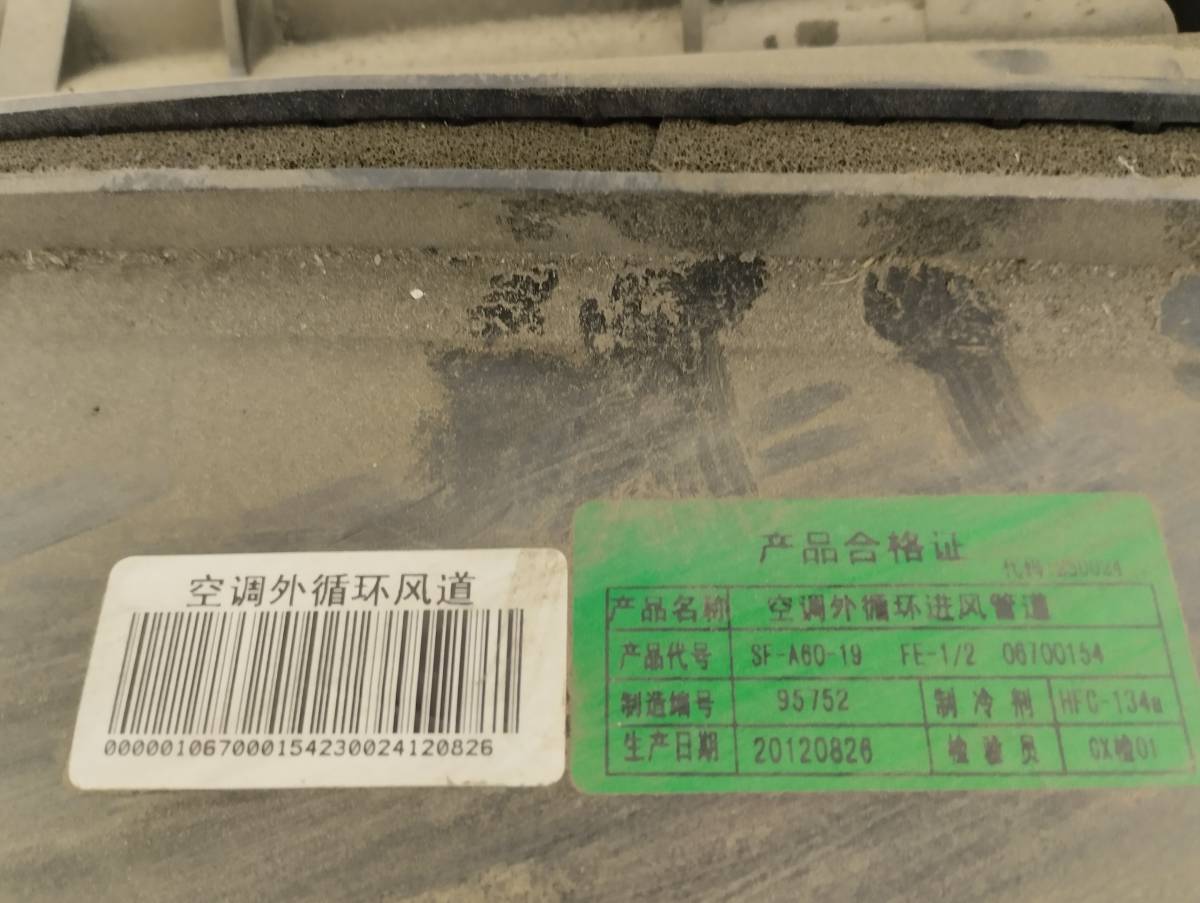 空调外循环风道
000001067000154230024120826
产品合格证
代码 230024
产品名称 空调外循环进风管道
产品代号 SF-A60-19 FE-1/2 06700154
制造编号 95752 制冷剂 HFC-134a
生产日期 20120826 检验员 GX检01